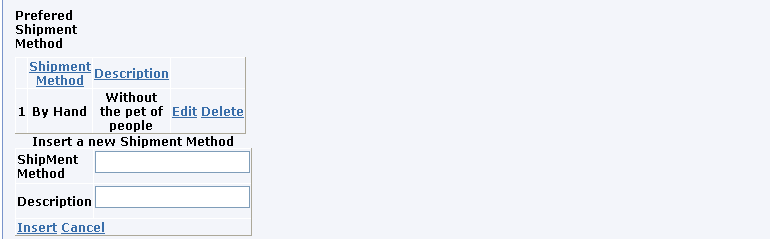 Prefered
Shipment
Method
Shipment
Method
Description
1 By Hand Without
the pet of
people Edit Delete
Insert a new Shipment Method
ShipMent
Method
Description
Insert Cancel